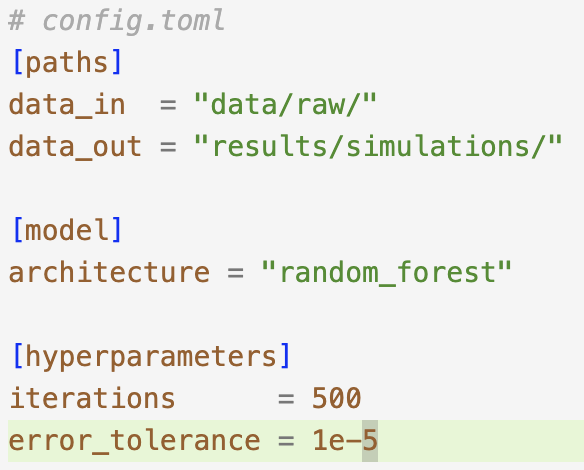 # config.toml
[paths]
data_in  = "data/raw/"
data_out = "results/simulations/"

[model]
architecture = "random_forest"

[hyperparameters]
iterations      = 500
error_tolerance = 1e-5